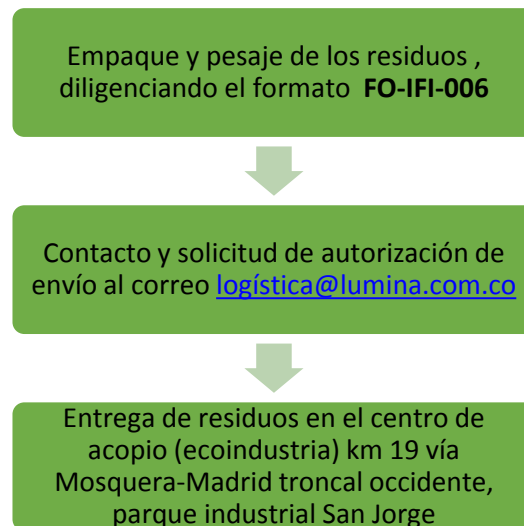 Empaque y pesaje de los residuos ,
diligenciando el formato FO-IFI-006
Contacto y solicitud de autorización de
envío al correo logística@lumina.com.co
Entrega de residuos en el centro de
acopio (ecoindustria) km 19 vía
Mosquera-Madrid troncal occidente,
parque industrial San Jorge